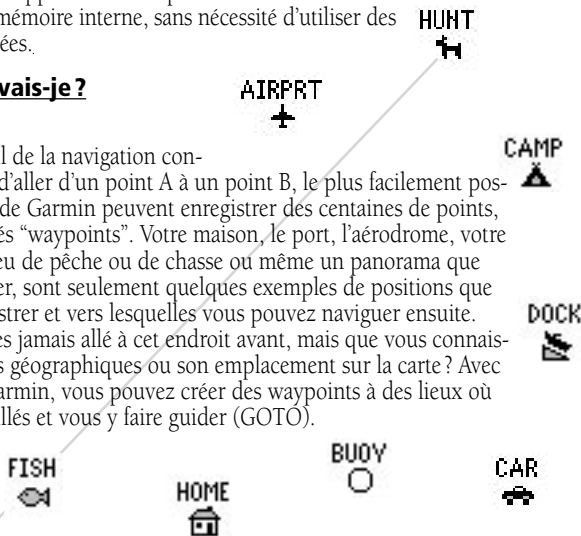 mémoire interne, sans nécessité d'utiliser des
HUNT
ées.
vais-je ?
AIRPRT
l de la navigation con-
CAMP
d'aller d'un point A à un point B, le plus facilement pos-
de Garmin peuvent enregistrer des centaines de points,
és “waypoints”. Votre maison, le port, l'aérodrome, votre
eu de pêche ou de chasse ou même un panorama que
er, sont seulement quelques exemples de positions que
strer et vers lesquelles vous pouvez naviguer ensuite.
DOCK
es jamais allé à cet endroit avant, mais que vous connais-
s géographiques ou son emplacement sur la carte ? Avec
armin, vous pouvez créer des waypoints à des lieux où
llés et vous y faire guider (GOTO).
FISH
HOME
BUOY
CAR